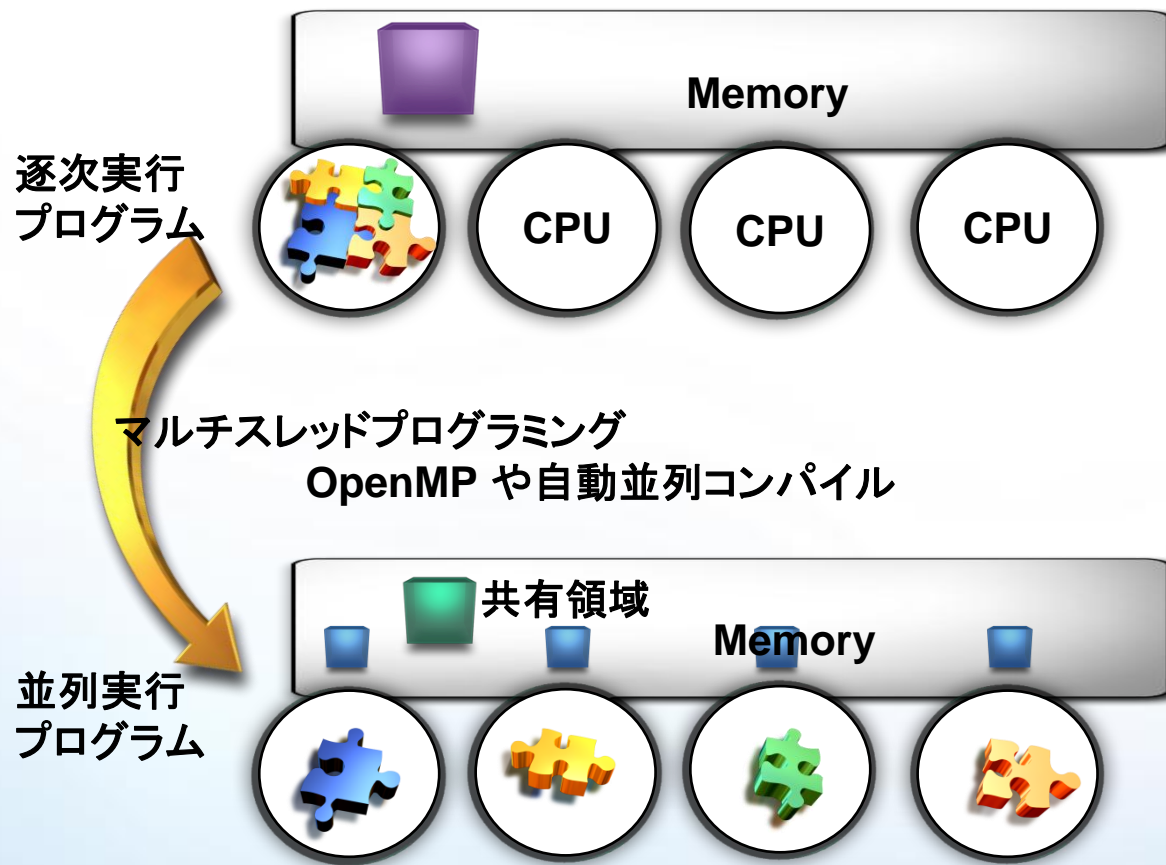 Memory
逐次実行
プログラム
CPU
CPU
CPU
マルチスレッドプログラミング
OpenMP や自動並列コンパイル
共有領域
Memory
並列実行
プログラム